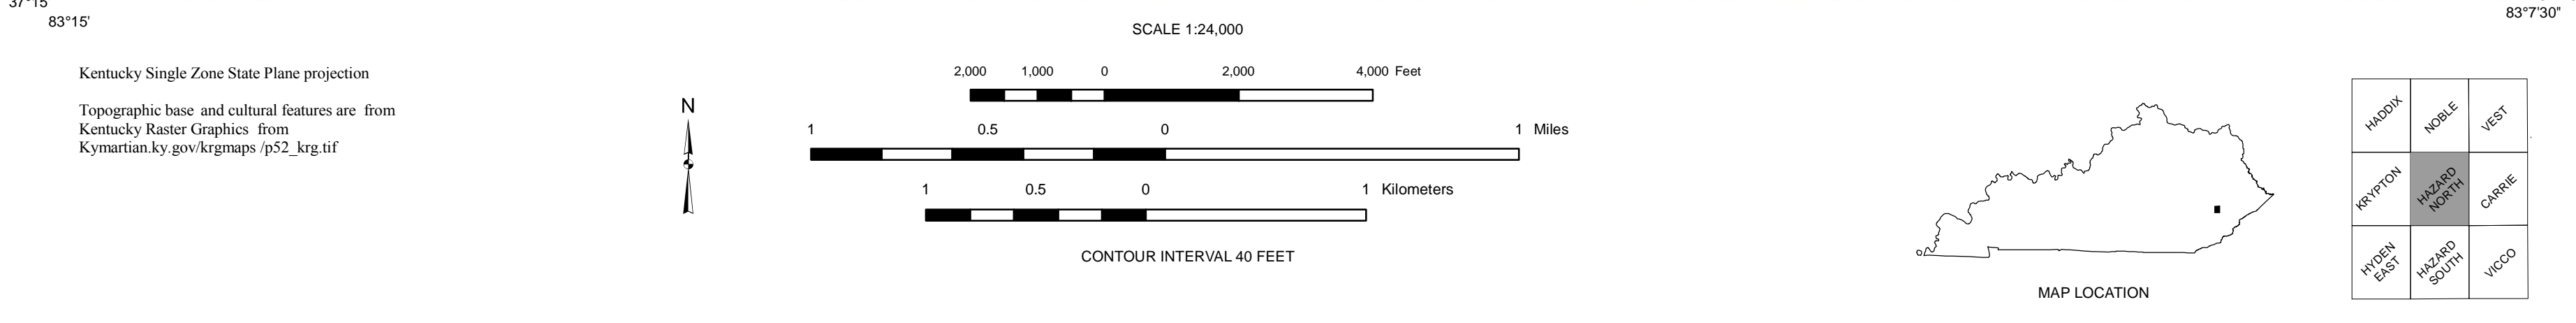 37°15'
83°15'
83°7'30"
SCALE 1:24,000
Kentucky Single Zone State Plane projection
Topographic base and cultural features are from
Kentucky Raster Graphics from
Kymartian.ky.gov/krgmaps /p52_krg.tif
N
2,000 1,000 0 2,000 4,000 Feet
1 0.5 0 1 Miles
1 0.5 0 1 Kilometers
CONTOUR INTERVAL 40 FEET
MAP LOCATION
HADDIX NOBLE VEST
KRYPTON HAZARD NORTH CARRIE
HYDEN EAST HAZARD SOUTH VICCO